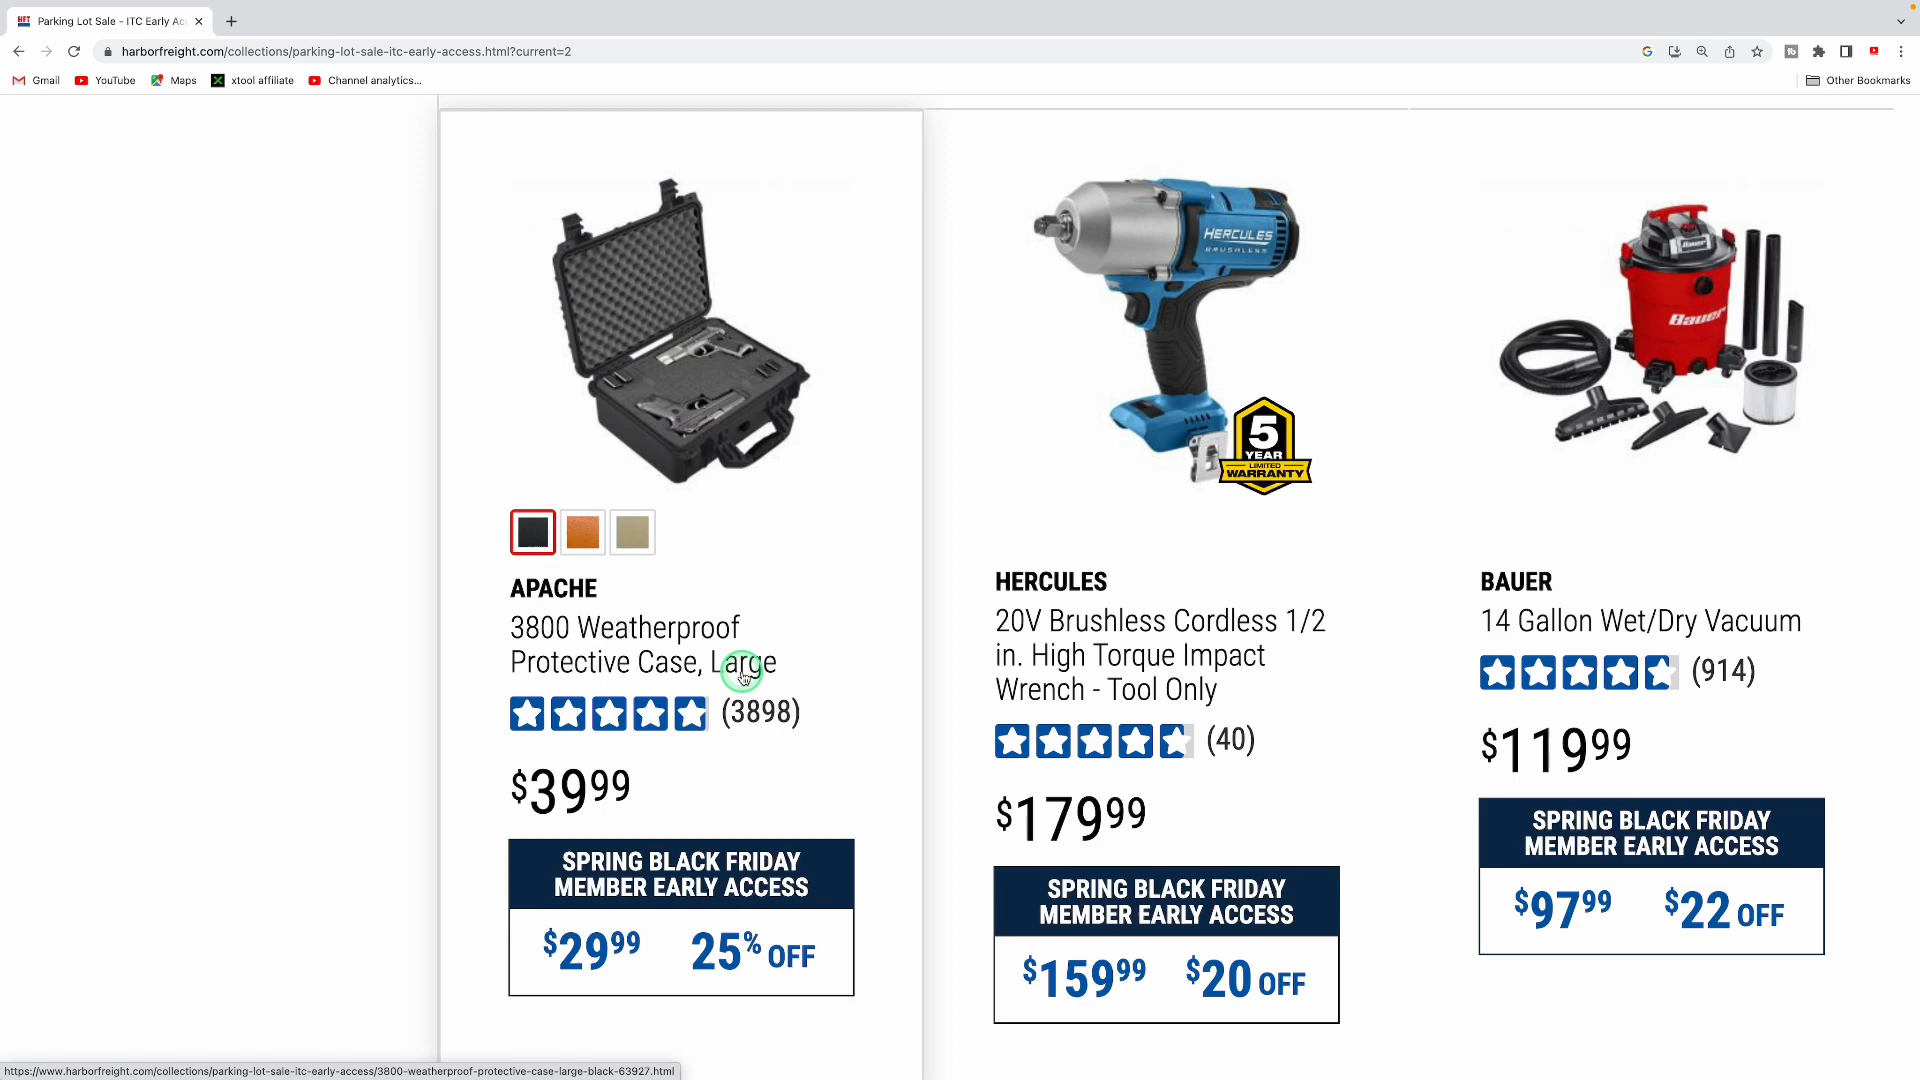 Parking Lot Sale - ITC Early Ac
harborfreight.com/collections/parking-lot-sale-itc-early-access.html?current=2
Gmail
YouTube
Maps
xtool affiliate
Channel analytics...
Other Bookmarks
HERCULES
BRUSHLESS
5
YEAR
LIMITED
WARRANTY
Bauer
APACHE
3800 Weatherproof
Protective Case, Large
(3898)
$3999
SPRING BLACK FRIDAY
MEMBER EARLY ACCESS
$2999 25% OFF
HERCULES
20V Brushless Cordless 1/2
in. High Torque Impact
Wrench - Tool Only
(40)
$17999
SPRING BLACK FRIDAY
MEMBER EARLY ACCESS
$15999 $20 OFF
BAUER
14 Gallon Wet/Dry Vacuum
(914)
$11999
SPRING BLACK FRIDAY
MEMBER EARLY ACCESS
$9799 $22 OFF
https://www.harborfreight.com/collections/parking-lot-sale-itc-early-access/3800-weatherproof-protective-case-large-black-63927.html